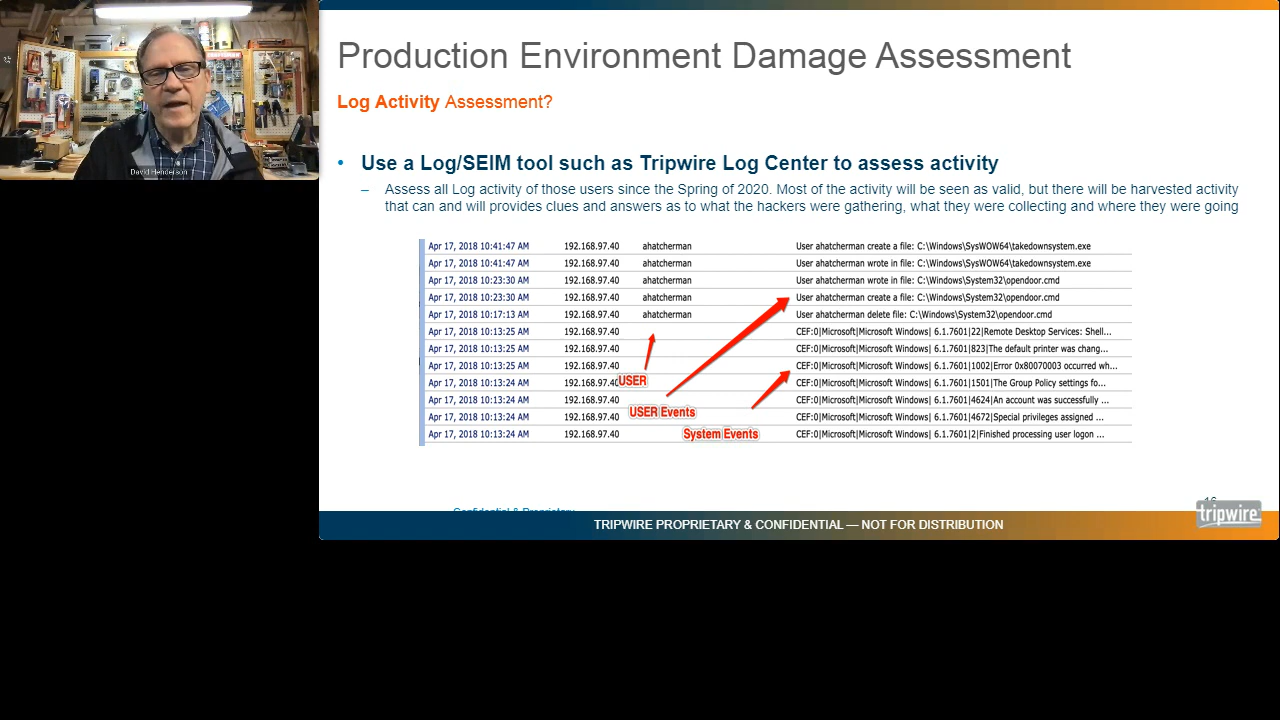 David Henderson
Production Environment Damage Assessment
Log Activity Assessment?
• Use a Log/SEIM tool such as Tripwire Log Center to assess activity
– Assess all Log activity of those users since the Spring of 2020. Most of the activity will be seen as valid, but there will be harvested activity
that can and will provides clues and answers as to what the hackers were gathering, what they were collecting and where they were going
Apr 17, 2018 10:41:47 AM 192.168.97.40 ahatcherman User ahatcherman create a file: C:\Windows\SysWOW64\takedownsystem.exe
Apr 17, 2018 10:41:47 AM 192.168.97.40 ahatcherman User ahatcherman wrote in file: C:\Windows\SysWOW64\takedownsystem.exe
Apr 17, 2018 10:23:30 AM 192.168.97.40 ahatcherman User ahatcherman wrote in file: C:\Windows\System32\opendoor.cmd
Apr 17, 2018 10:23:30 AM 192.168.97.40 ahatcherman User ahatcherman create a file: C:\Windows\System32\opendoor.cmd
Apr 17, 2018 10:17:13 AM 192.168.97.40 ahatcherman User ahatcherman delete file: C:\Windows\System32\opendoor.cmd
Apr 17, 2018 10:13:25 AM 192.168.97.40 CEF:0|Microsoft|Microsoft Windows| 6.1.7601|22|Remote Desktop Services: Shell...
Apr 17, 2018 10:13:25 AM 192.168.97.40 CEF:0|Microsoft|Microsoft Windows| 6.1.7601|823|The default printer was chang...
Apr 17, 2018 10:13:25 AM 192.168.97.40 CEF:0|Microsoft|Microsoft Windows| 6.1.7601|1002|Error 0x80070003 occurred wh...
Apr 17, 2018 10:13:24 AM 192.168.97.40 CEF:0|Microsoft|Microsoft Windows| 6.1.7601|1501|The Group Policy settings fo...
Apr 17, 2018 10:13:24 AM 192.168.97.40 CEF:0|Microsoft|Microsoft Windows| 6.1.7601|4624|An account was successfully ...
Apr 17, 2018 10:13:24 AM 192.168.97.40 CEF:0|Microsoft|Microsoft Windows| 6.1.7601|4672|Special privileges assigned ...
Apr 17, 2018 10:13:24 AM 192.168.97.40 CEF:0|Microsoft|Microsoft Windows| 6.1.7601|2|Finished processing user logon ...
USER
USER Events
System Events
16
Confidential & Proprietary
TRIPWIRE PROPRIETARY & CONFIDENTIAL — NOT FOR DISTRIBUTION
tripwire